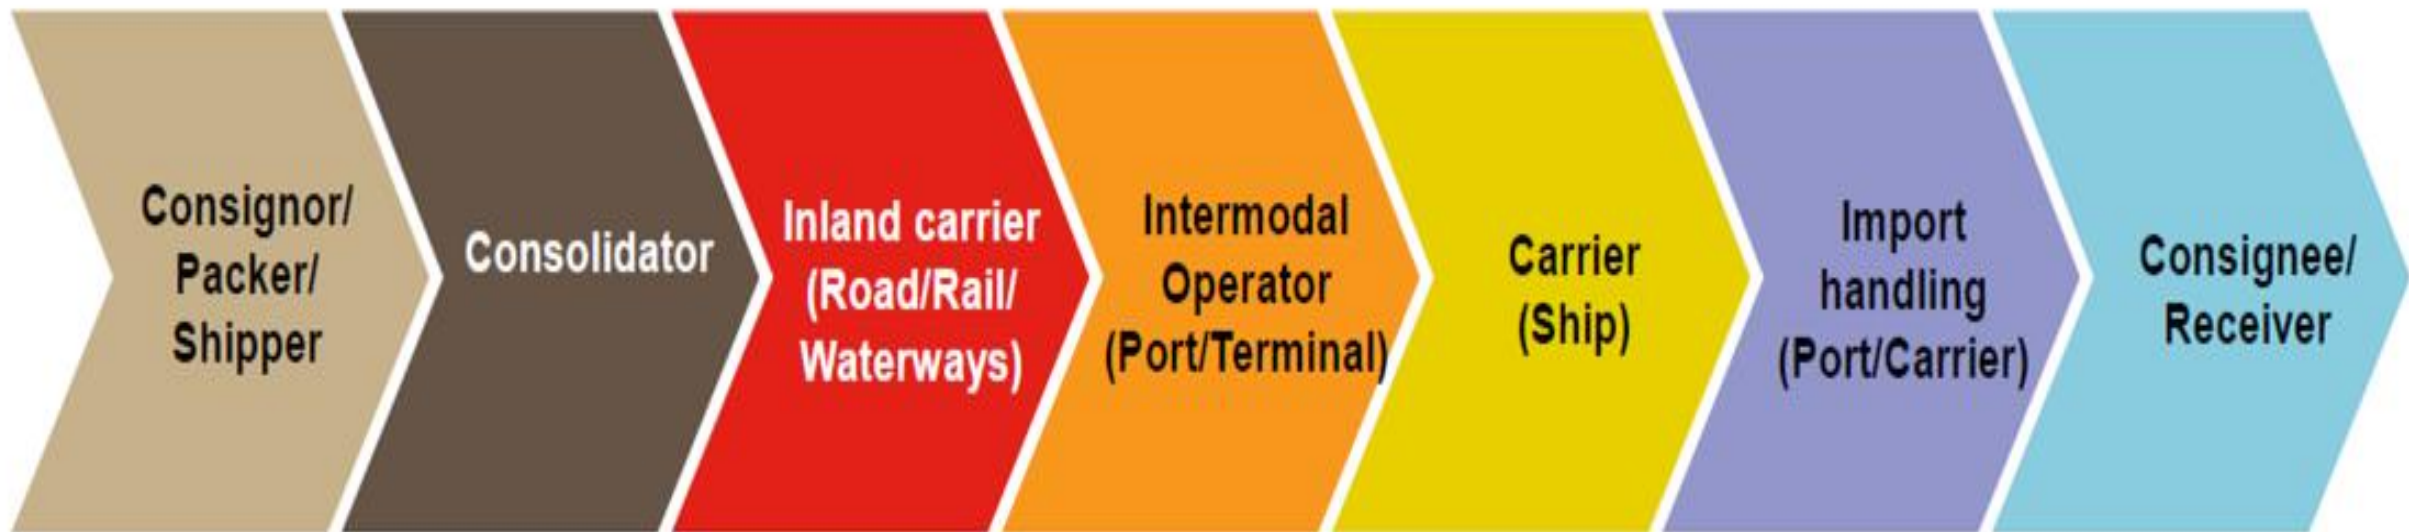 Consignor/
Packer/
Shipper
Consolidator
Inland carrier
(Road/Rail/
Waterways)
Intermodal
Operator
(Port/Terminal)
Carrier
(Ship)
Import
handling
(Port/Carrier)
Consignee/
Receiver